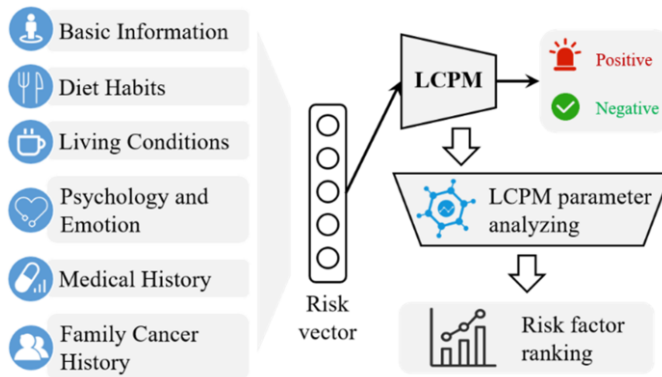 Basic Information
Diet Habits
Living Conditions
Psychology and
Emotion
Medical History
Family Cancer
History
Risk
vector
LCPM
Positive
Negative
LCPM parameter
analyzing
Risk factor
ranking